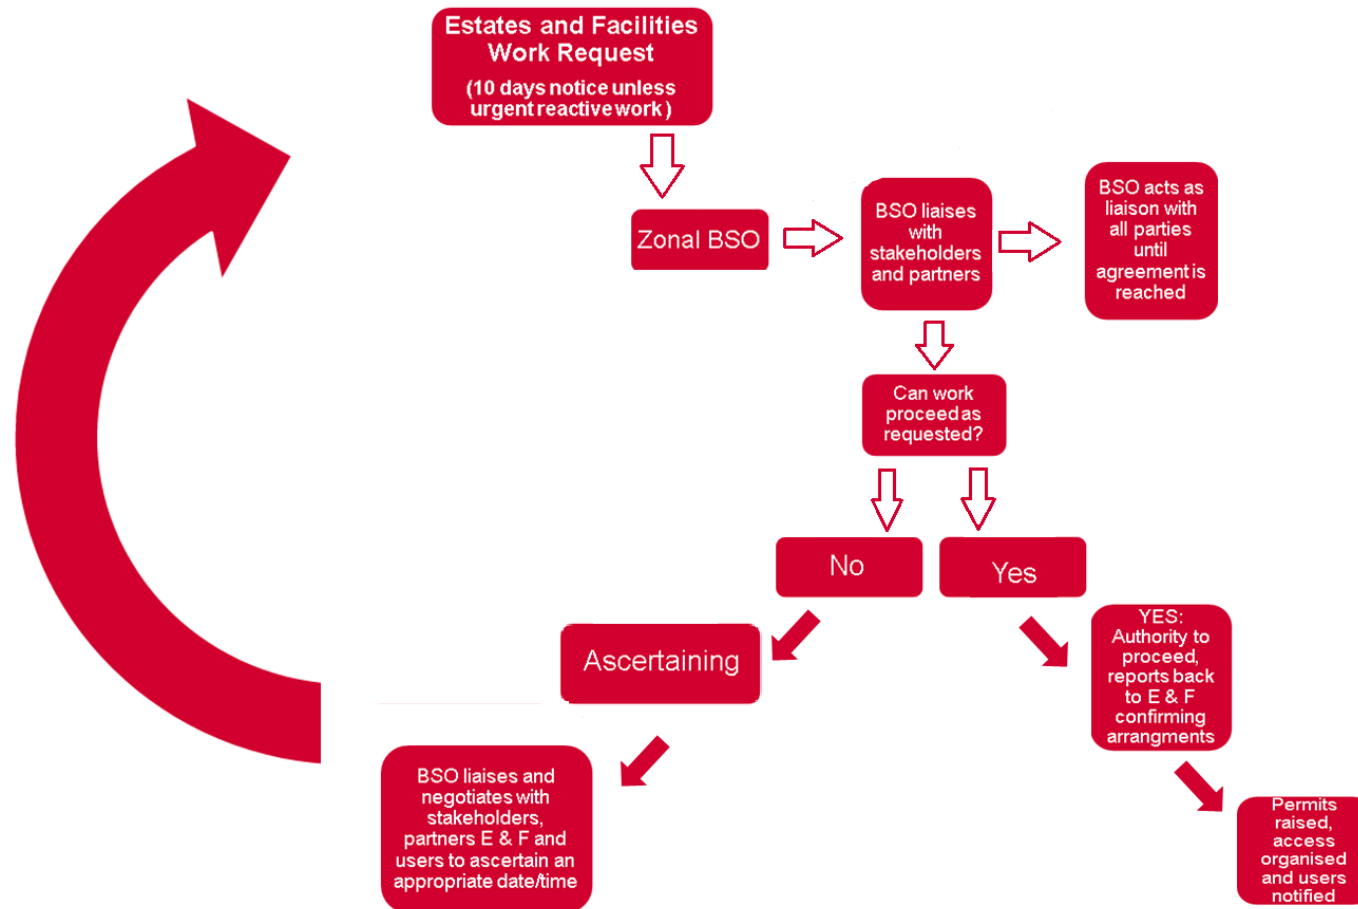 Estates and Facilities
Work Request
(10 days notice unless
urgent reactive work )
Zonal BSO
BSO liaises
with
stakeholders
and partners
BSO acts as
liaison with
all parties
until
agreement is
reached
Can work
proceed as
requested?
No
Yes
Ascertaining
YES:
Authority to
proceed,
reports back
to E & F
confirming
arrangments
BSO liaises and
negotiates with
stakeholders,
partners E & F and
users to ascertain an
appropriate date/time
Permits
raised,
access
organised
and users
notified